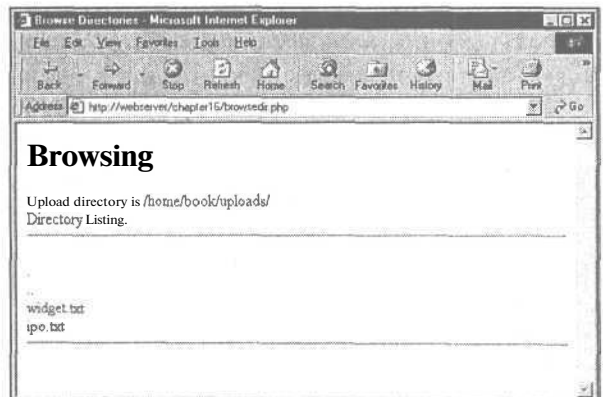 Browse Directories - Microsoft Internet Explorer
File Edit View Favorites Tools Help
Back Forward Stop Refresh Home Search Favorites History Mail Print
Address http://webserver/chapter16/browsedir.php Go
Browsing
Upload directory is /home/book/uploads/
Directory Listing.
.
..
widget.txt
ipo.txt